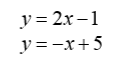 y = 2x − 1
y = −x + 5